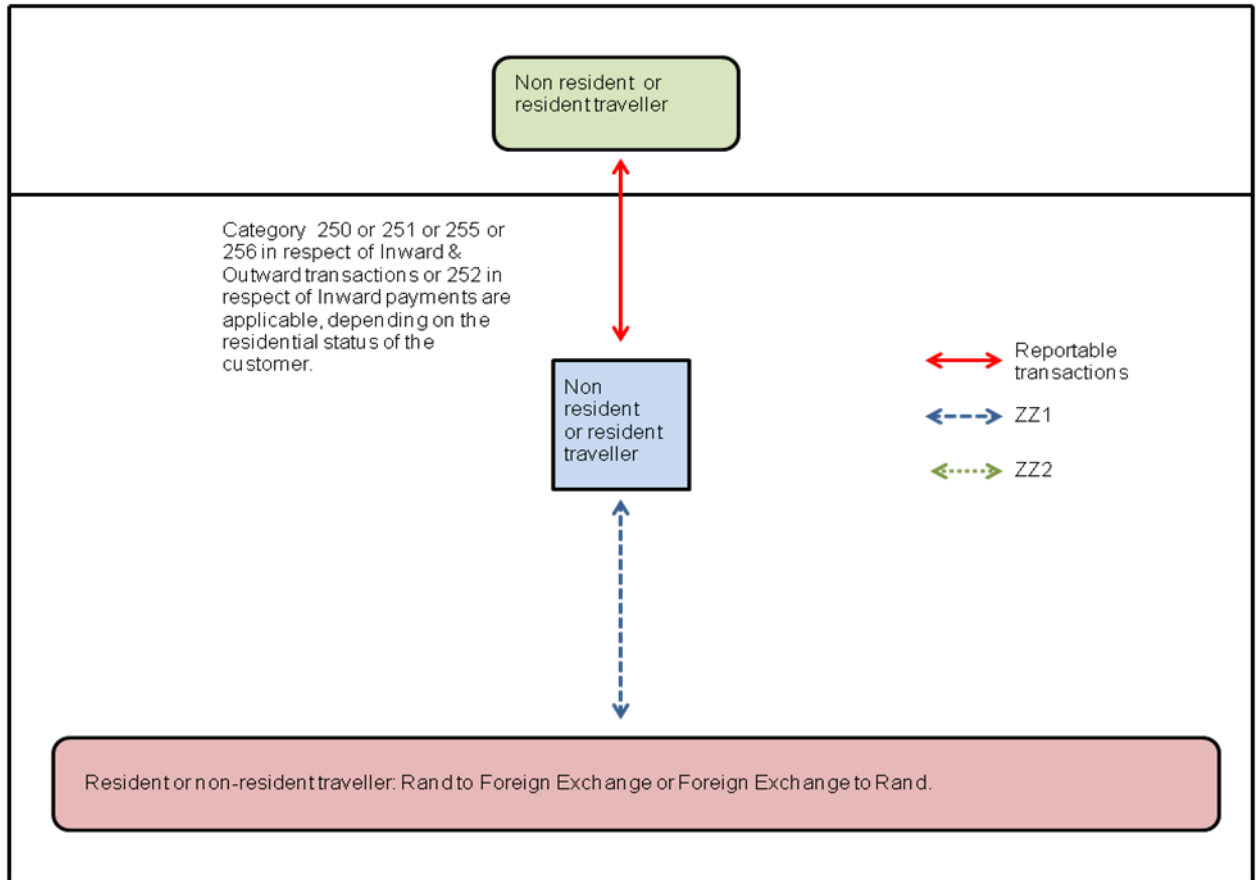 Non resident or
resident traveller
Category 250 or 251 or 255 or
256 in respect of Inward &
Outward transactions or 252 in
respect of Inward payments are
applicable, depending on the
residential status of the
customer.
Reportable
transactions
ZZ1
ZZ2
Non
resident
or resident
traveller
Resident or non-resident traveller: Rand to Foreign Exchange or Foreign Exchange to Rand.